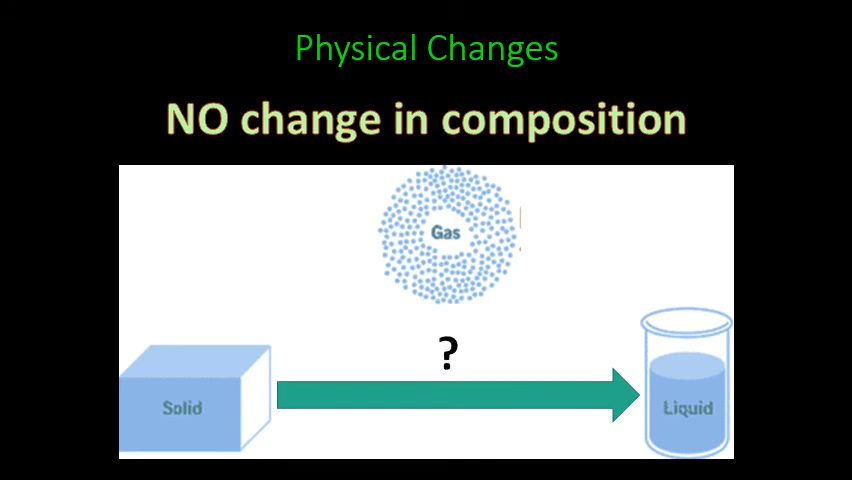 Physical Changes
NO change in composition
Gas
?
Solid
Liquid